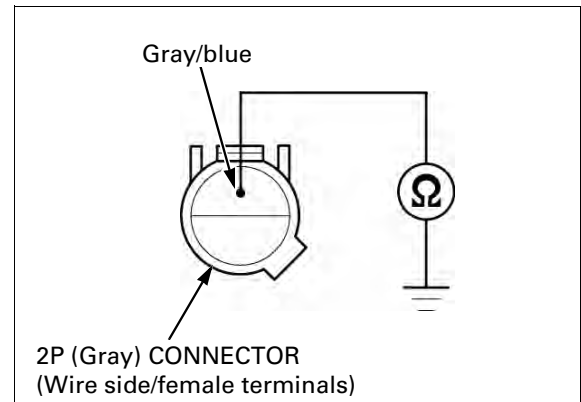 Gray/blue
Ω
2P (Gray) CONNECTOR
(Wire side/female terminals)